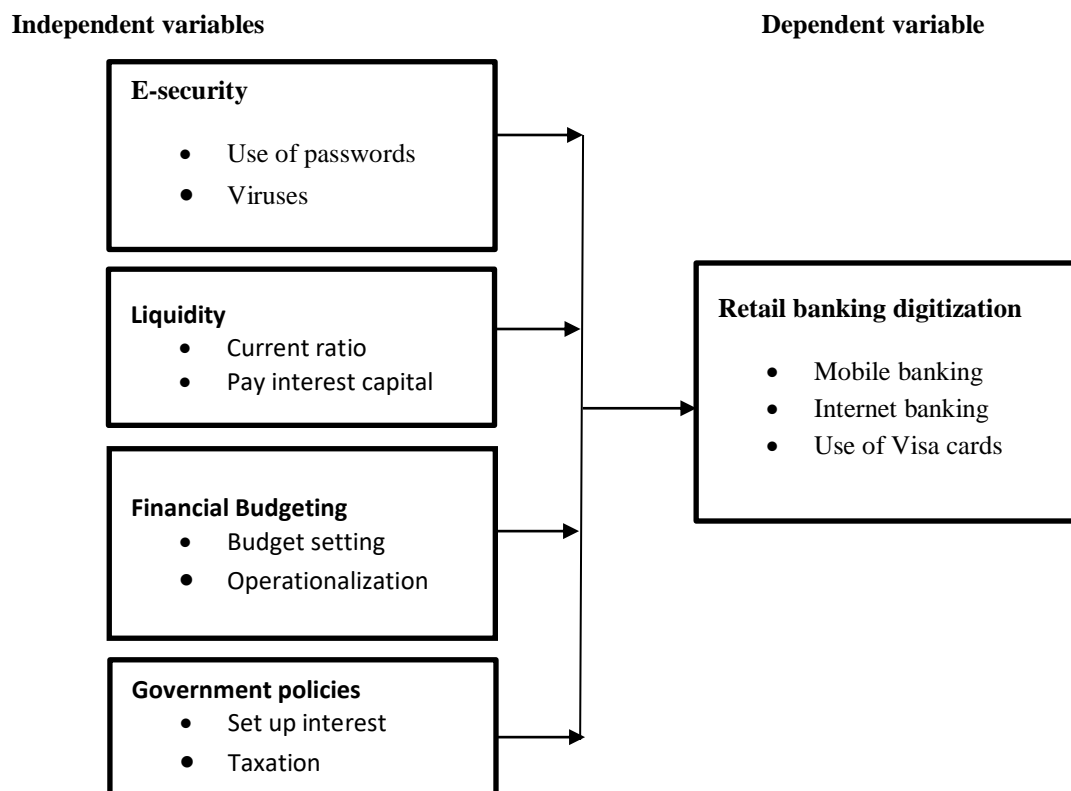 Independent variables
Dependent variable
E-security
• Use of passwords
• Viruses
Liquidity
• Current ratio
• Pay interest capital
Financial Budgeting
• Budget setting
• Operationalization
Government policies
• Set up interest
• Taxation
Retail banking digitization
• Mobile banking
• Internet banking
• Use of Visa cards